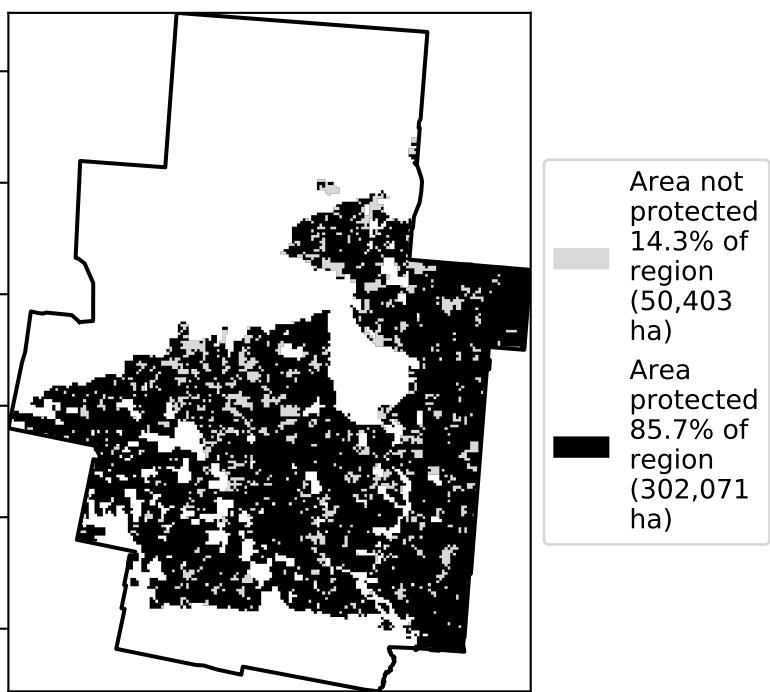 Area not
protected
14.3% of
region
(50,403
ha)
Area
protected
85.7% of
region
(302,071
ha)